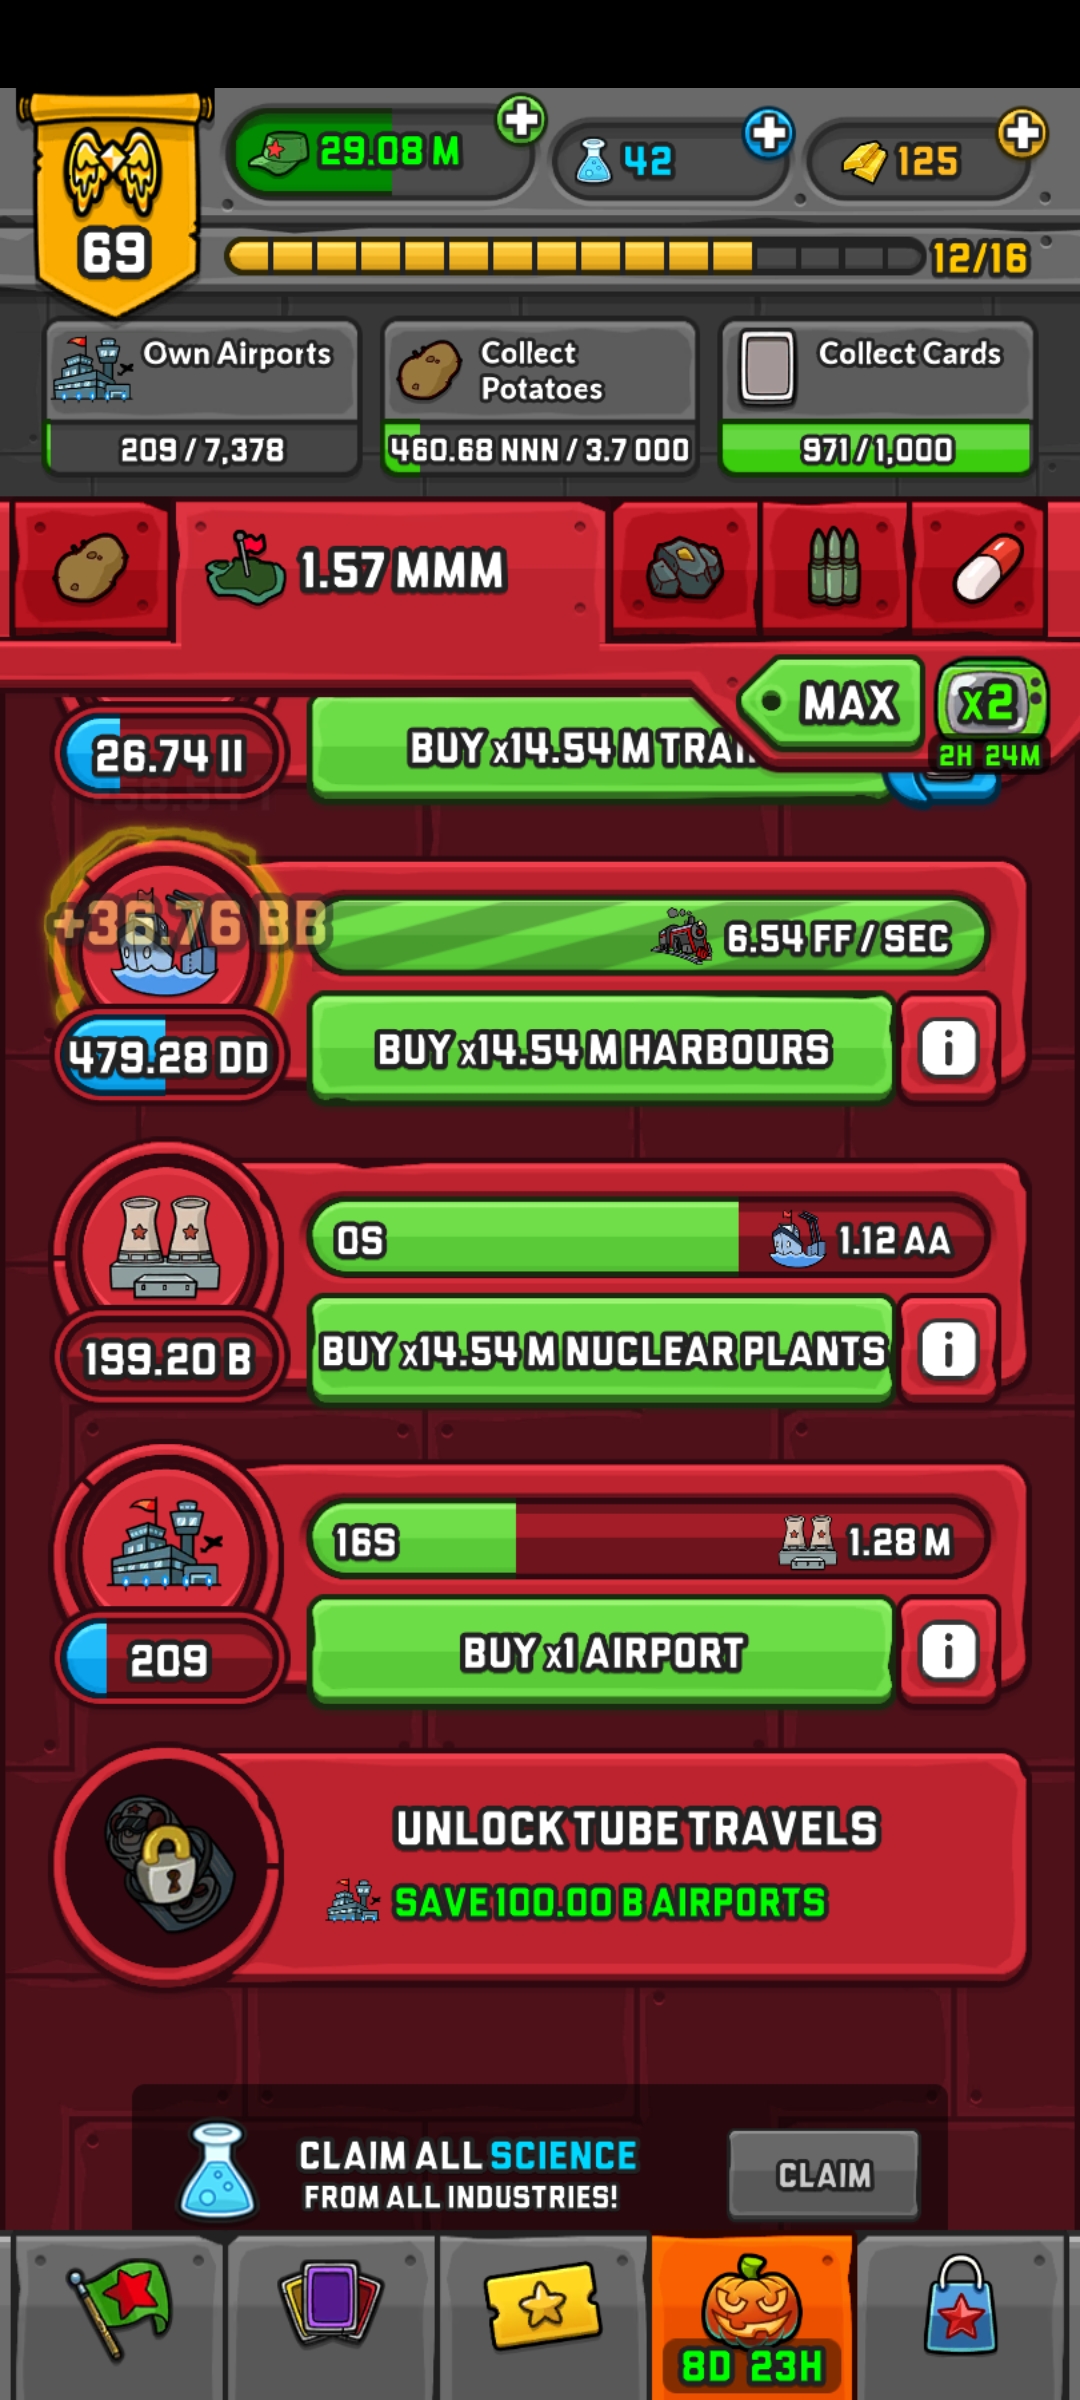 69
29.08 M
42
125
12/16
Own Airports
209 / 7,378
Collect
Potatoes
460.68 NNN / 3.7 OOO
Collect Cards
971 / 1,000
1.57 MMM
MAX
x2
2H 24M
26.74 II
BUY x14.54 M
+36.76 BB
6.54 FF / SEC
479.28 DD
BUY x14.54 M HARBOURS
i
0S
1.12 AA
199.20 B
BUY x14.54 M NUCLEAR PLANTS
i
16S
1.28 M
209
BUY x1 AIRPORT
i
UNLOCK TUBE TRAVELS
SAVE 100.00 B AIRPORTS
CLAIM ALL SCIENCE
FROM ALL INDUSTRIES!
CLAIM
8D 23H